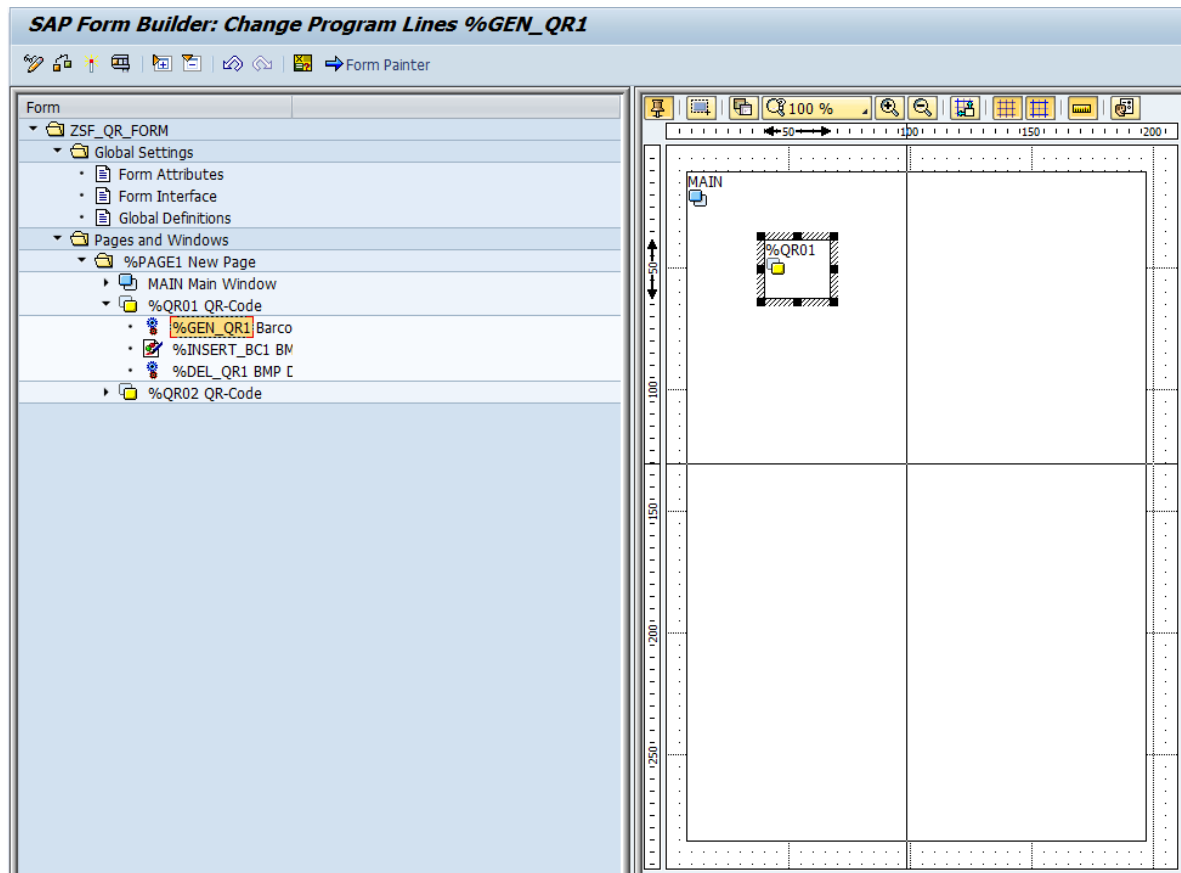 SAP Form Builder: Change Program Lines %GEN_QR1
Form Painter
Form
ZSF_QR_FORM
Global Settings
Form Attributes
Form Interface
Global Definitions
Pages and Windows
%PAGE1 New Page
MAIN Main Window
%QR01 QR-Code
%GEN_QR1 Barco
%INSERT_BC1 BM
%DEL_QR1 BMP D
%QR02 QR-Code
100 %
50 100 150 200
MAIN
%QR01
50
100
150
200
250